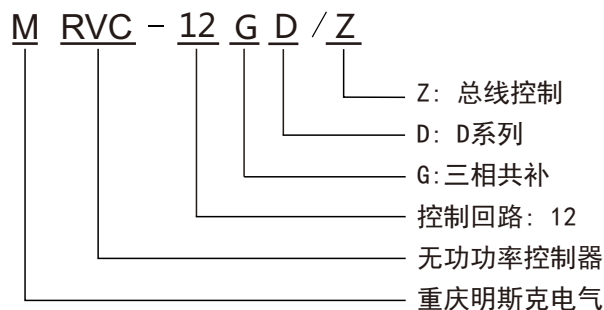 M RVC - 12 G D / Z
Z: 总线控制
D: D系列
G:三相共补
控制回路: 12
无功功率控制器
重庆明斯克电气